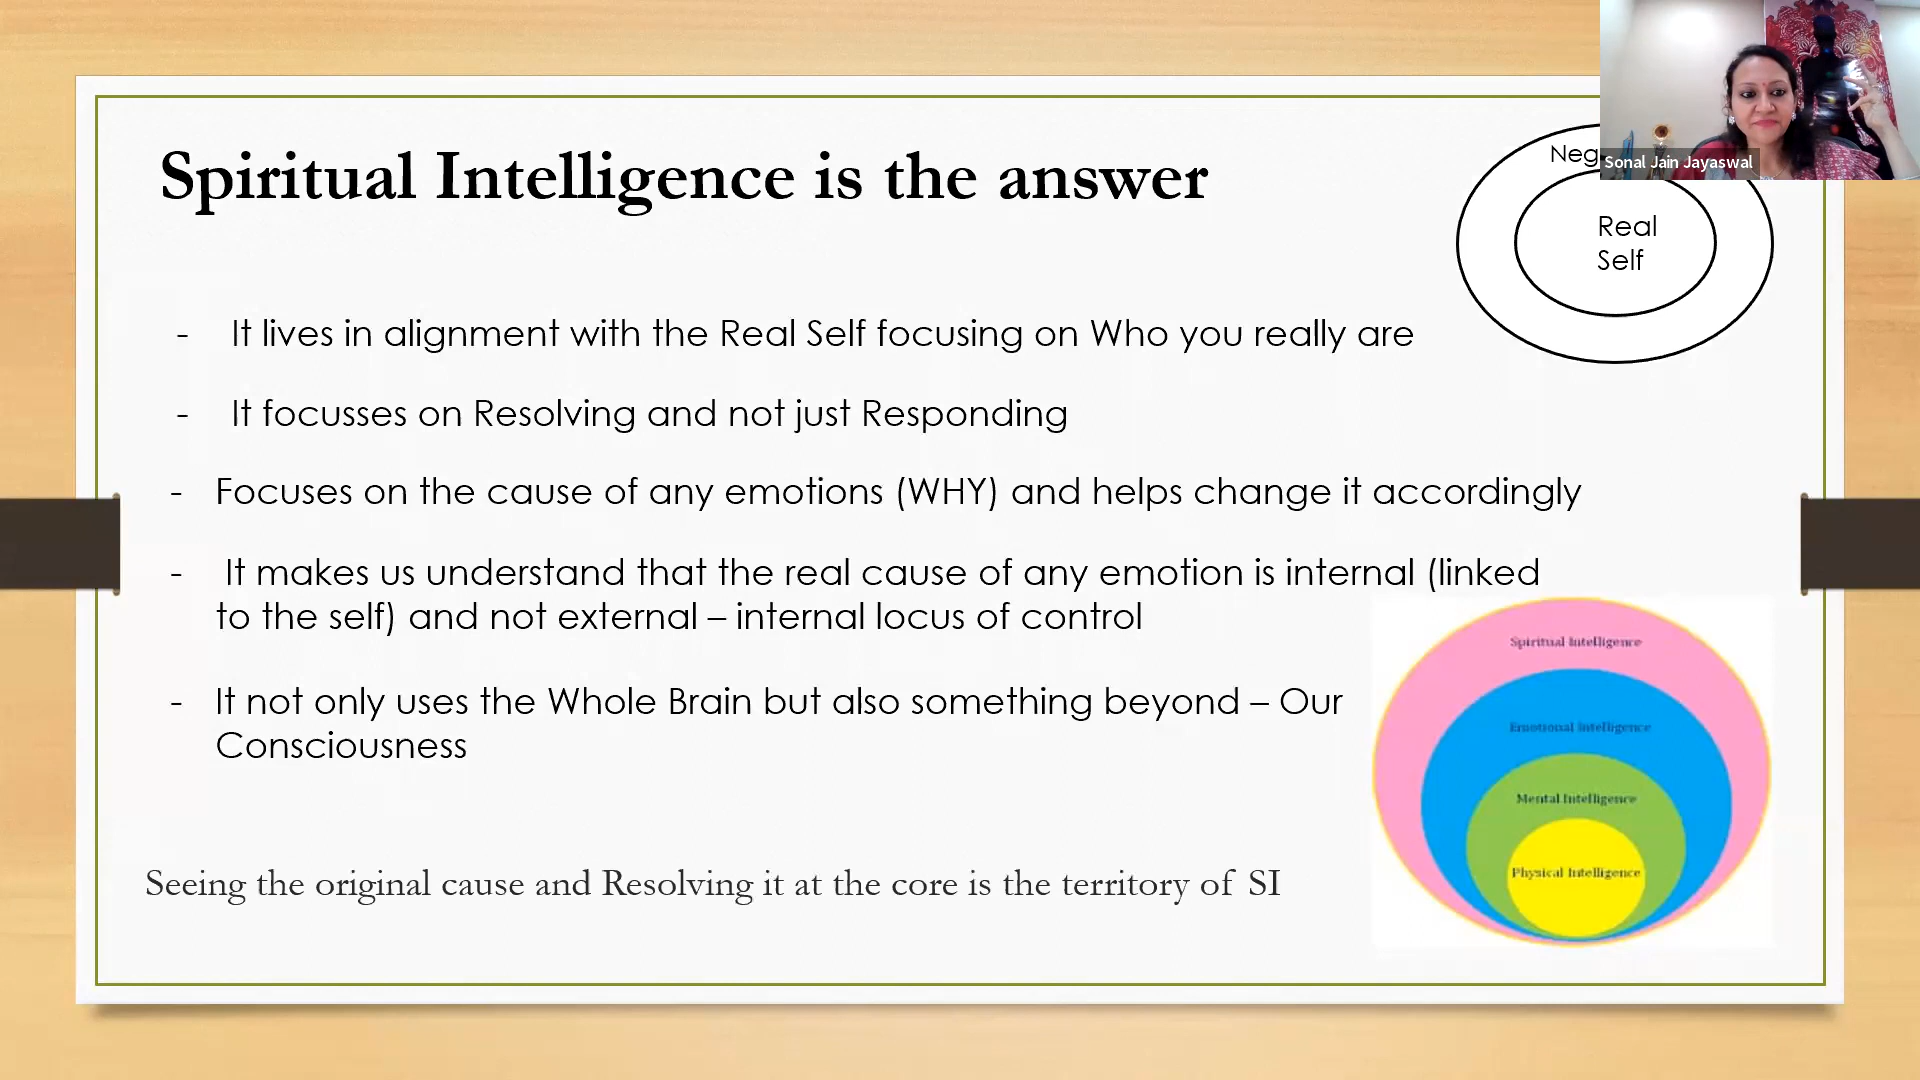 Spiritual Intelligence is the answer
Neg
Sonal Jain Jayaswal
Real
Self
- It lives in alignment with the Real Self focusing on Who you really are
- It focusses on Resolving and not just Responding
- Focuses on the cause of any emotions (WHY) and helps change it accordingly
- It makes us understand that the real cause of any emotion is internal (linked
to the self) and not external – internal locus of control
- It not only uses the Whole Brain but also something beyond – Our
Consciousness
Spiritual Intelligence
Emotional Intelligence
Mental Intelligence
Physical Intelligence
Seeing the original cause and Resolving it at the core is the territory of SI